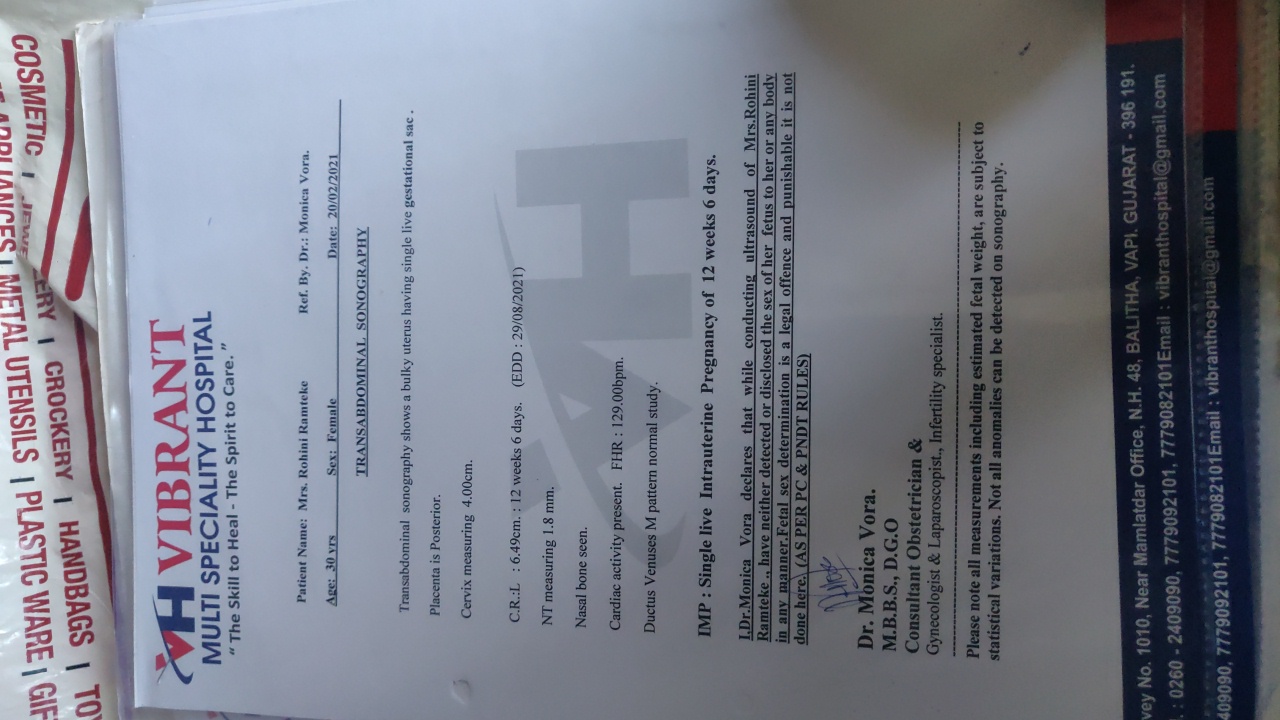 COSMETIC | JEWE
E APPLIANCES | METAL UTENSILS | PLASTIC WARE | GIF
ERY | CROCKERY | HANDBAGS | TO
VH VIBRANT
MULTI SPECIALITY HOSPITAL
“ The Skill to Heal - The Spirit to Care. ”
Patient Name: Mrs. Rohini Ramteke Ref. By. Dr.: Monica Vora.
Age: 30 yrs Sex: Female Date: 20/02/2021
TRANSABDOMINAL SONOGRAPHY
Transabdominal sonography shows a bulky uterus having single live gestational sac .
Placenta is Posterior.
Cervix measuring 4.00cm.
C.R.:L : 6.49cm. : 12 weeks 6 days. (EDD : 29/08/2021)
NT measuring 1.8 mm.
Nasal bone seen.
Cardiac activity present. FHR : 129.00bpm.
Ductus Venuses M pattern normal study.
VH
IMP : Single live Intrauterine Pregnancy of 12 weeks 6 days.
I,Dr.Monica Vora declares that while conducting ultrasound of Mrs.Rohini
Ramteke ., have neither detected or disclosed the sex of her fetus to her or any body
in any manner.Fetal sex determination is a legal offence and punishable it is not
done here. (AS PER PC & PNDT RULES)
Dr. Monica Vora.
M.B.B.S., D.G.O
Consultant Obstetrician &
Gynecologist & Laparoscopist., Infertility specialist.
Please note all measurements including estimated fetal weight, are subject to
statistical variations. Not all anomalies can be detected on sonography.
vey No. 1010, Near Mamlatdar Office, N.H. 48, BALITHA, VAPI. GUJARAT - 396 191.
l. : 0260 - 2409090, 7779092101, 7779082101Email : vibranthospital@gmail.com
409090, 7779092101, 7779082101Email : vibranthospital@gmail.com